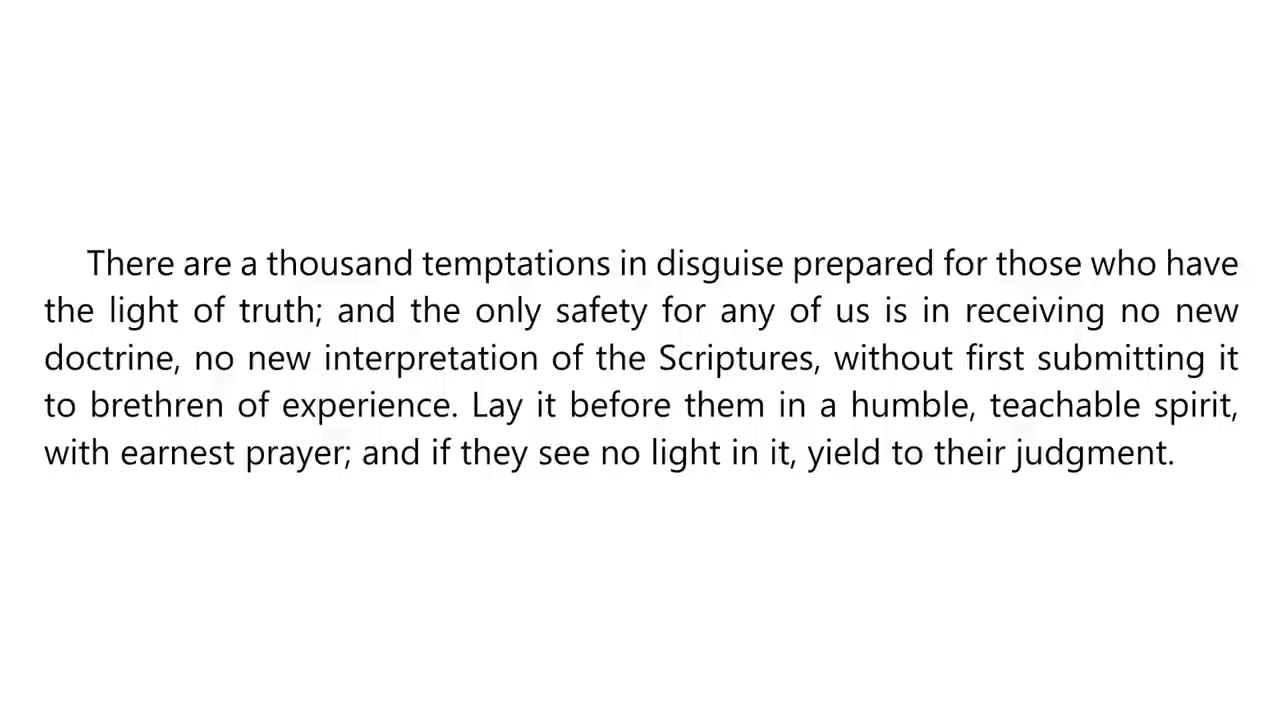 There are a thousand temptations in disguise prepared for those who have
the light of truth; and the only safety for any of us is in receiving no new
doctrine, no new interpretation of the Scriptures, without first submitting it
to brethren of experience. Lay it before them in a humble, teachable spirit,
with earnest prayer; and if they see no light in it, yield to their judgment.